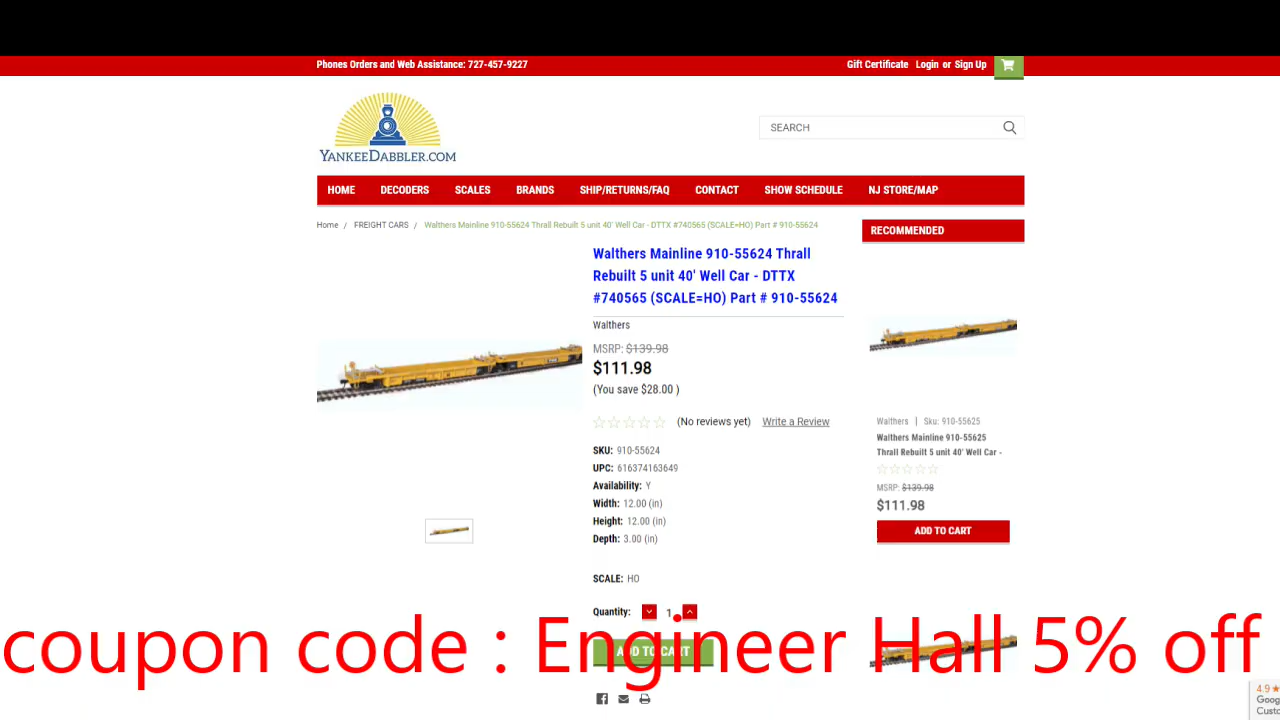 Phones Orders and Web Assistance: 727-457-9227
Gift Certificate Login or Sign Up
YANKEEDABBLER.COM
SEARCH
HOME DECODERS SCALES BRANDS SHIP/RETURNS/FAQ CONTACT SHOW SCHEDULE NJ STORE/MAP
Home / FREIGHT CARS / Walthers Mainline 910-55624 Thrall Rebuilt 5 unit 40' Well Car - DTTX #740565 (SCALE=HO) Part # 910-55624
Walthers Mainline 910-55624 Thrall
Rebuilt 5 unit 40' Well Car - DTTX
#740565 (SCALE=HO) Part # 910-55624
Walthers
MSRP: $139.98
$111.98
(You save $28.00 )
(No reviews yet) Write a Review
SKU: 910-55624
UPC: 616374163649
Availability: Y
Width: 12.00 (in)
Height: 12.00 (in)
Depth: 3.00 (in)
SCALE: HO
Quantity: 1
ADD TO CART
RECOMMENDED
Walthers | Sku: 910-55625
Walthers Mainline 910-55625
Thrall Rebuilt 5 unit 40' Well Car -
MSRP: $139.98
$111.98
ADD TO CART
coupon code : Engineer Hall 5% off
4.9
Goog
Custo